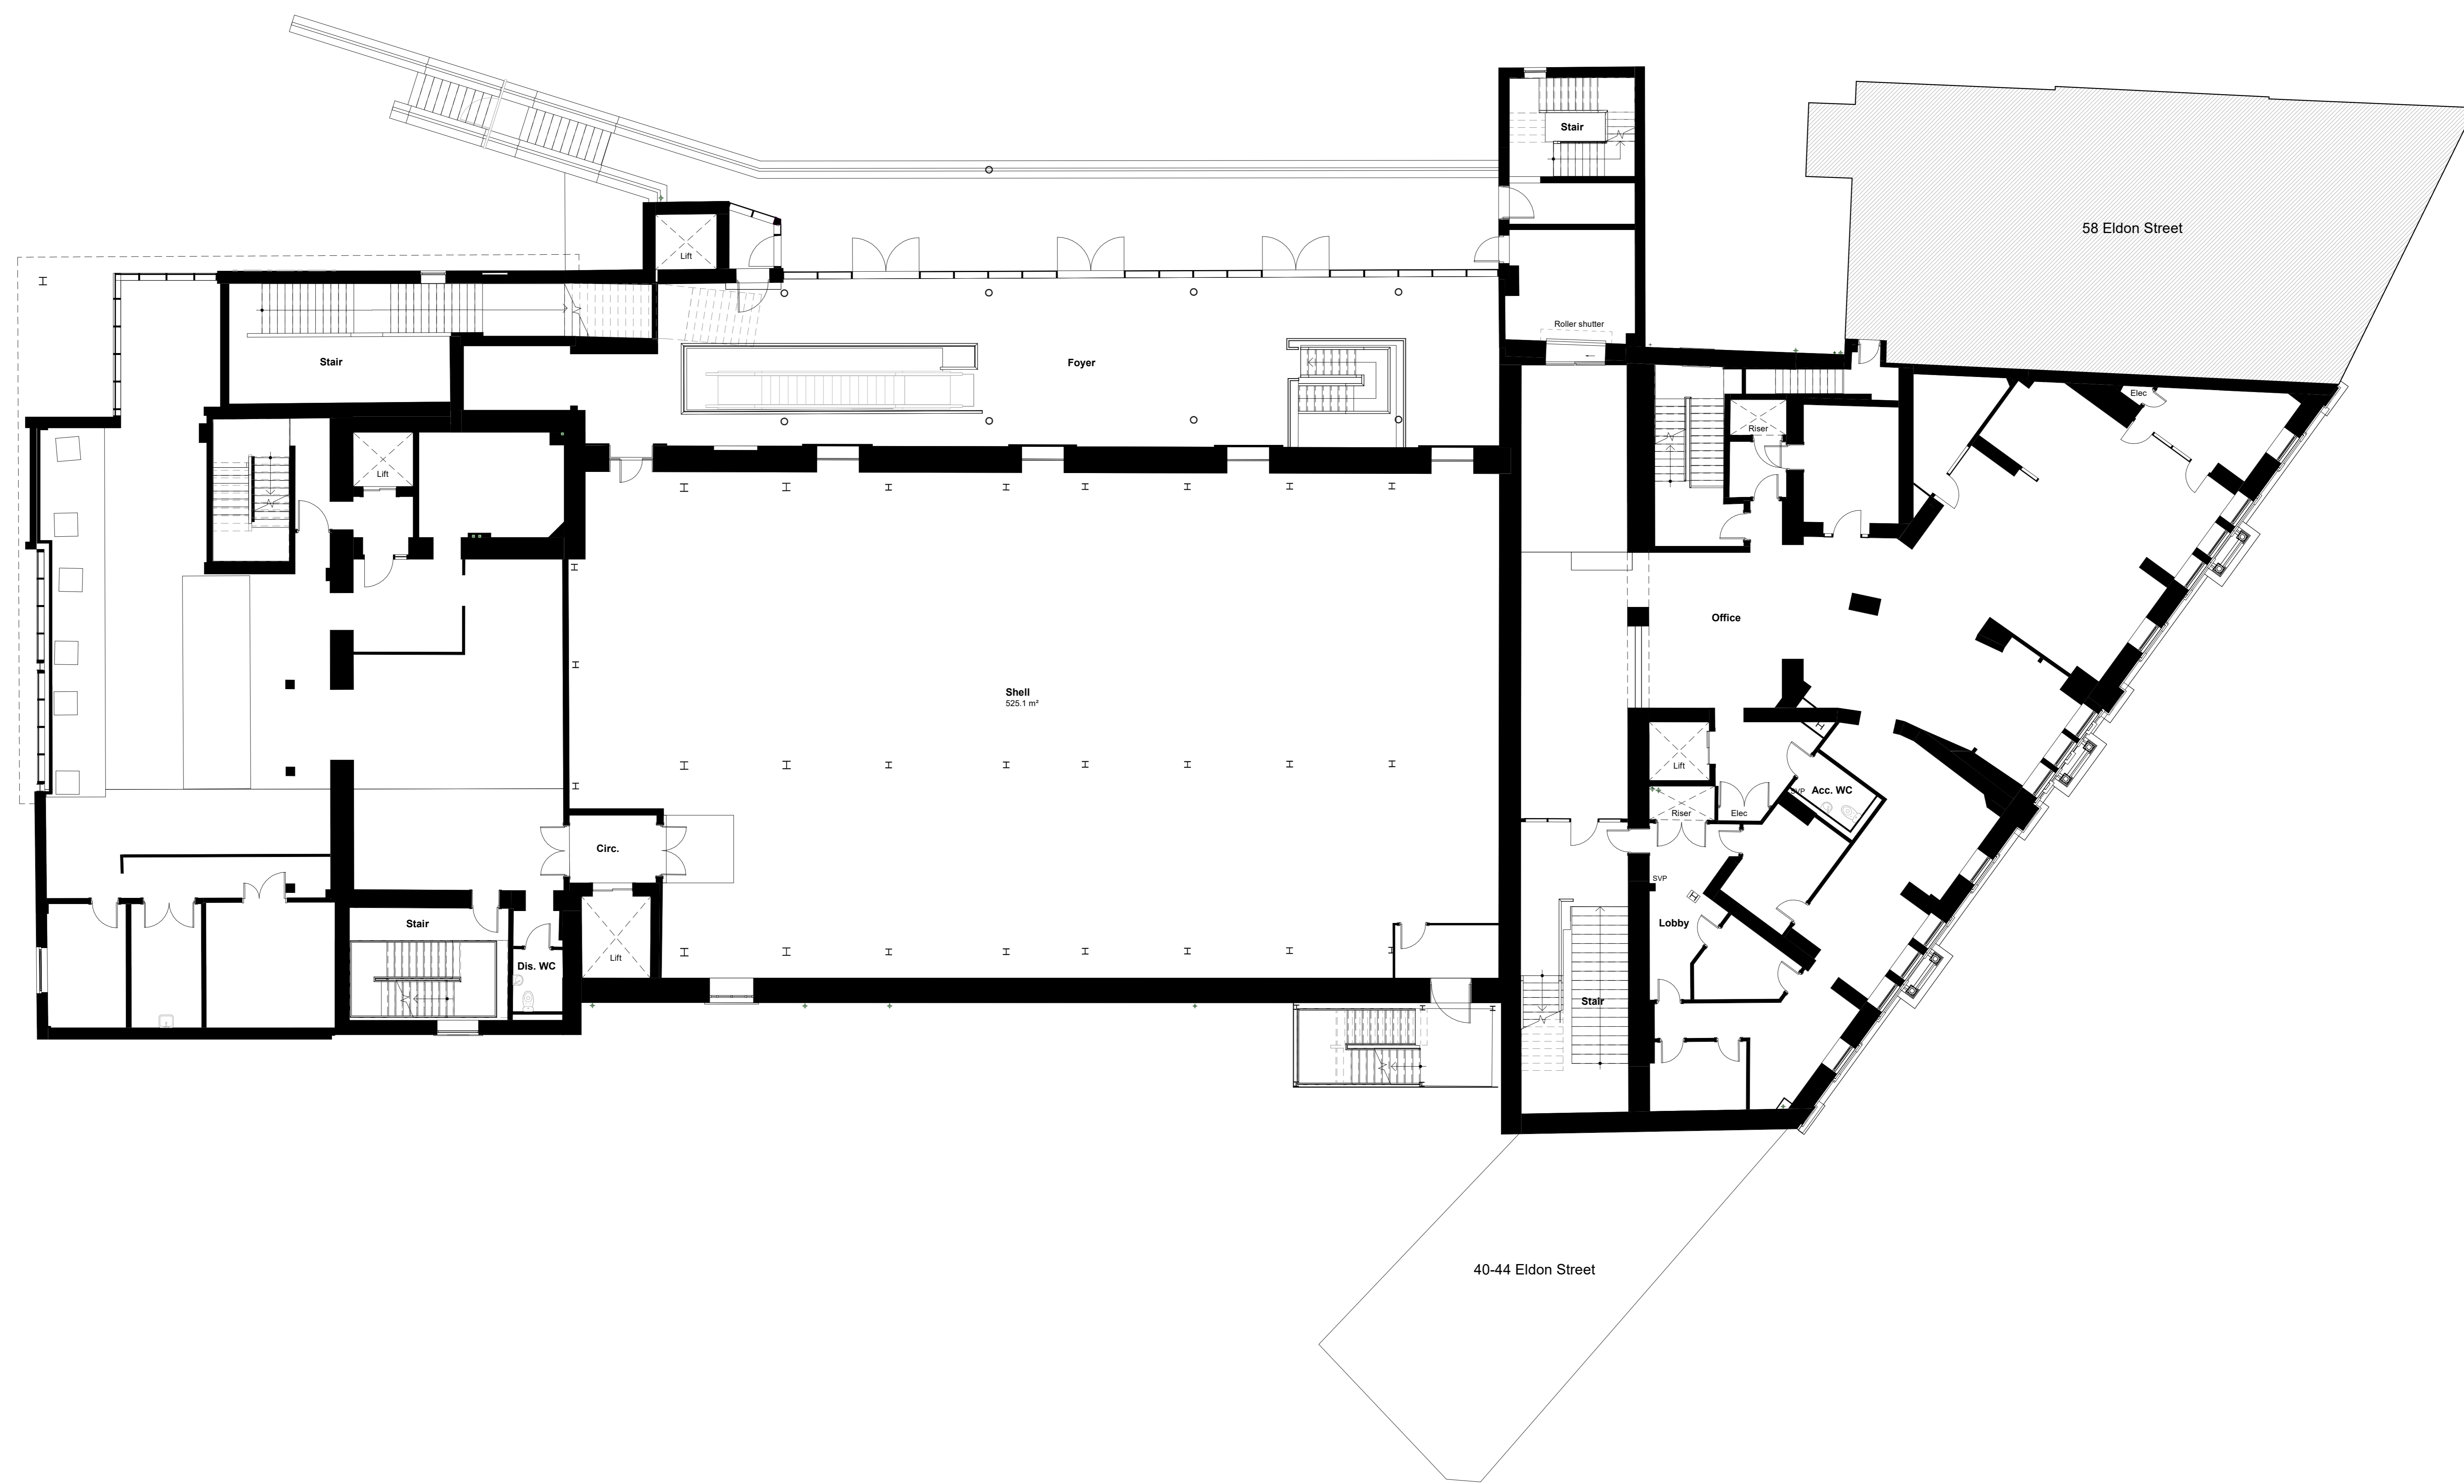 Stair
58 Eldon Street
Lift
Roller shutter
Stair
Foyer
Elec
Riser
Lift
Office
Shell
525.1 m²
Lift
SVP
Acc. WC
Riser
Elec
Circ.
SVP
Stair
Lobby
Lift
Dis. WC
Stair
40-44 Eldon Street